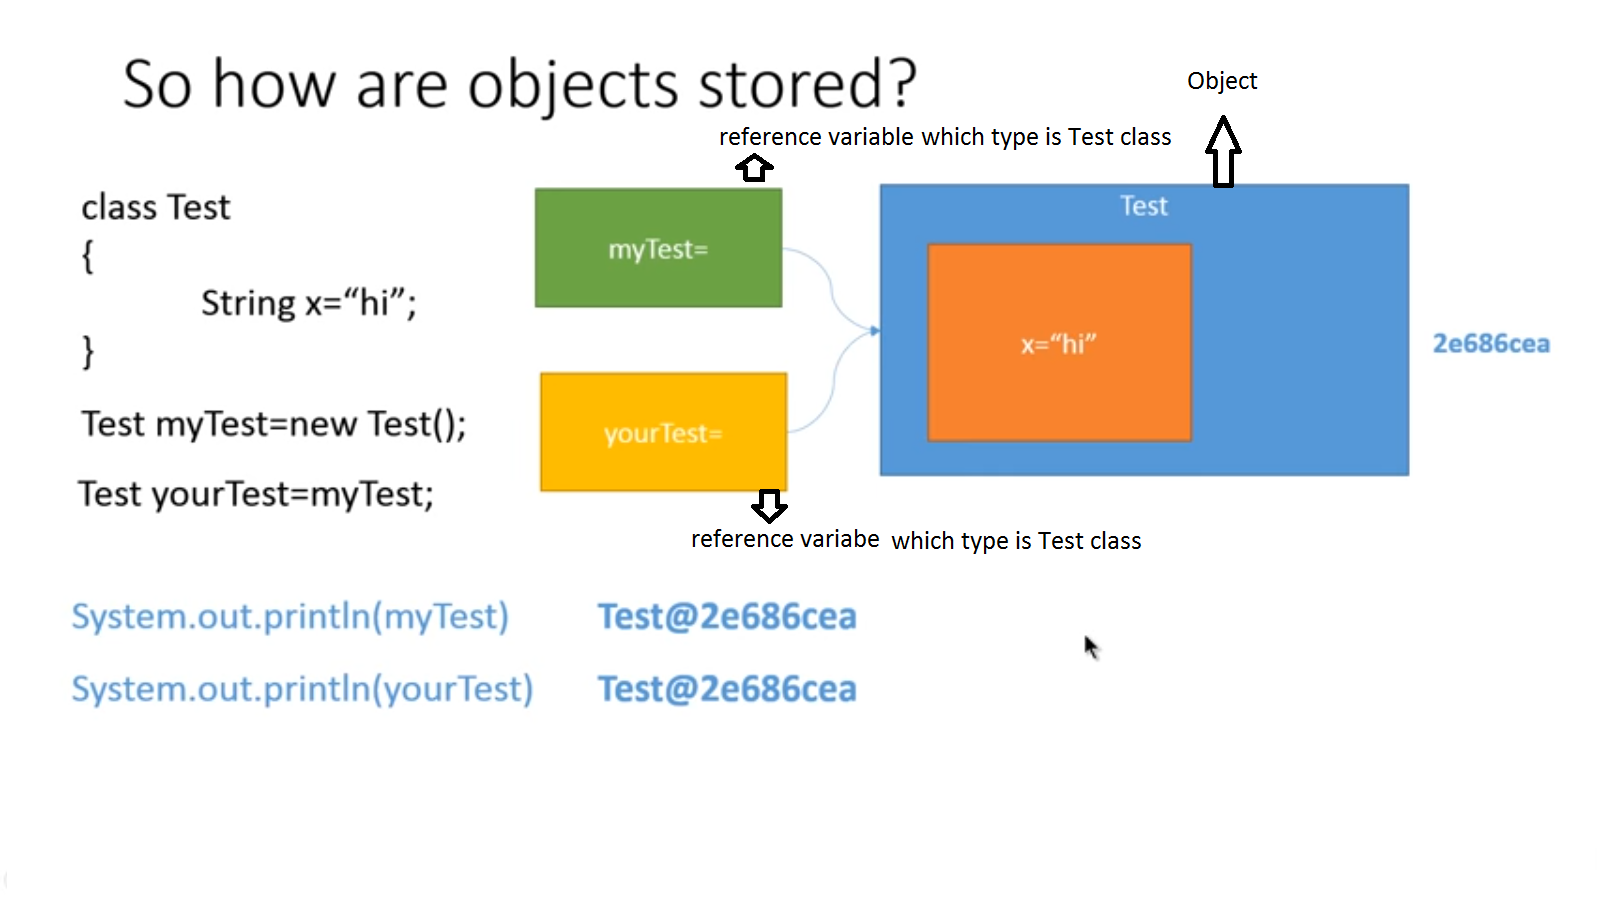 So how are objects stored?
Object
reference variable which type is Test class
class Test
{
String x=“hi”;
}
Test myTest=new Test();
Test yourTest=myTest;
myTest=
yourTest=
Test
x=“hi”
2e686cea
reference variabe which type is Test class
System.out.println(myTest) Test@2e686cea
System.out.println(yourTest) Test@2e686cea